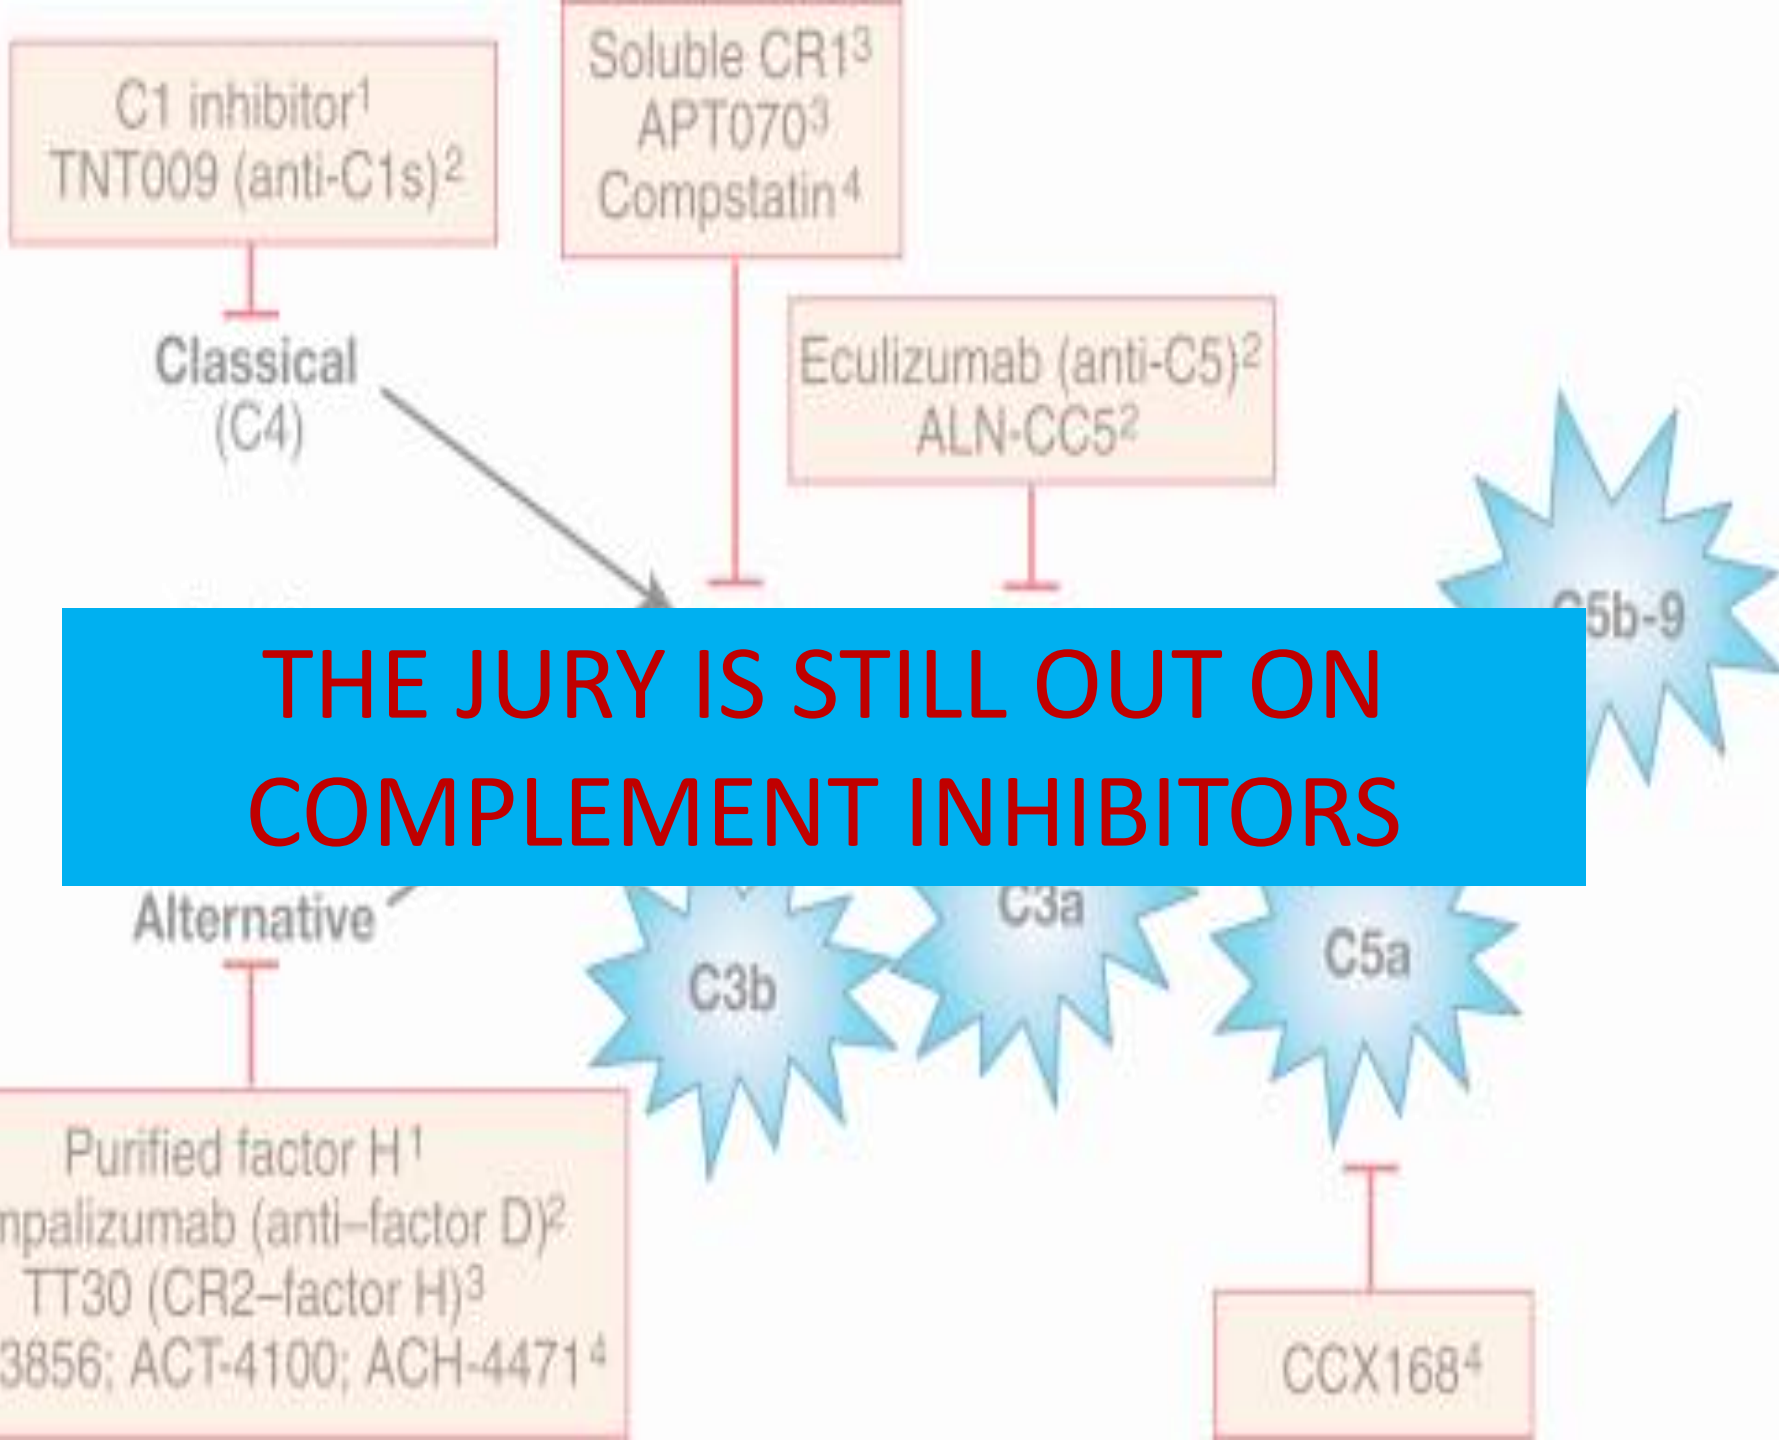 C1 inhibitor1
TNT009 (anti-C1s)2
Soluble CR13
APT0703
Compstatin4
Eculizumab (anti-C5)2
ALN-CC52
Classical
(C4)
C5b-9
THE JURY IS STILL OUT ON
COMPLEMENT INHIBITORS
Alternative
C3b
C3a
C5a
Purified factor H1
mpalizumab (anti–factor D)2
TT30 (CR2–factor H)3
3856; ACT-4100; ACH-44714
CCX1684